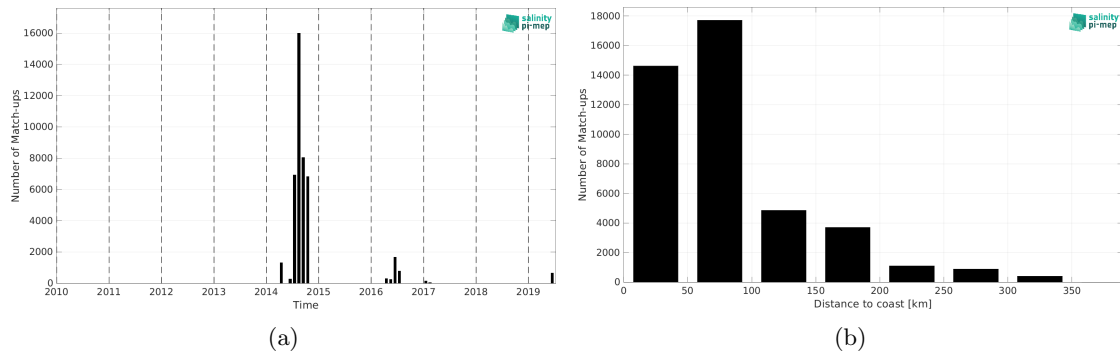 salinity
pi-mep
16000
14000
12000
10000
8000
6000
4000
2000
0
Number of Match-ups
2010 2011 2012 2013 2014 2015 2016 2017 2018 2019
Time
(a)
salinity
pi-mep
18000
16000
14000
12000
10000
8000
6000
4000
2000
0
Number of Match-ups
0 50 100 150 200 250 300 350
Distance to coast [km]
(b)